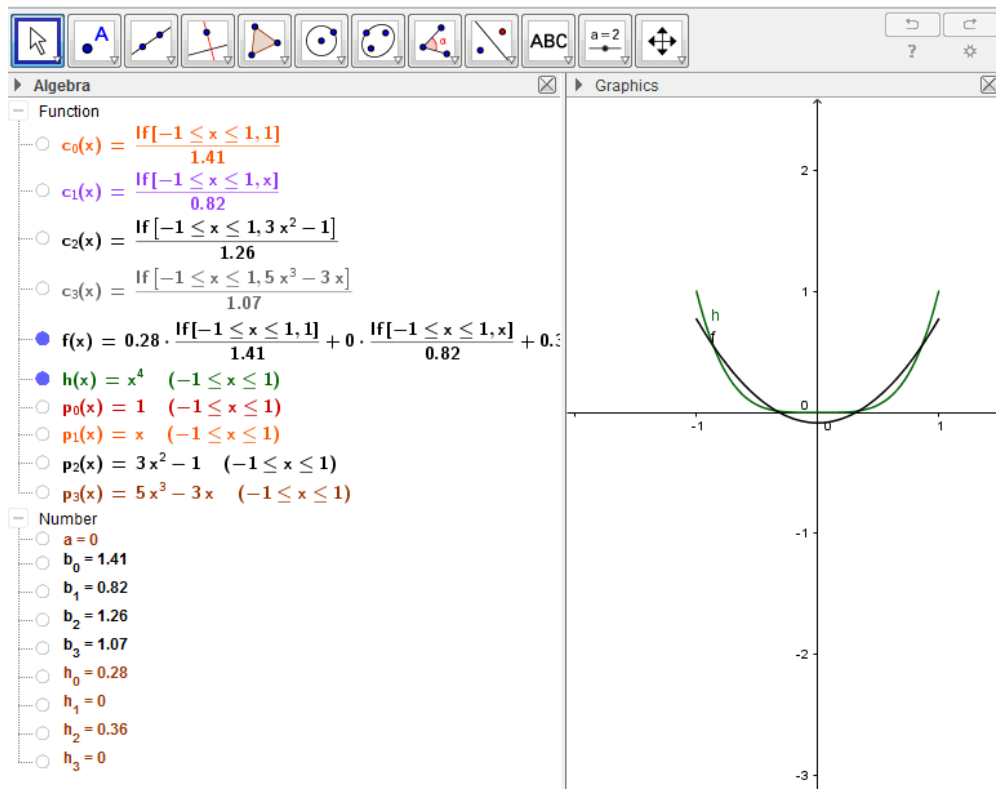 A
α
ABC
a=2
?
Algebra
Graphics
Function
c₀(x) = If[−1 ≤ x ≤ 1, 1] / 1.41
c₁(x) = If[−1 ≤ x ≤ 1, x] / 0.82
c₂(x) = If[−1 ≤ x ≤ 1, 3 x² − 1] / 1.26
c₃(x) = If[−1 ≤ x ≤ 1, 5 x³ − 3 x] / 1.07
f(x) = 0.28 · If[−1 ≤ x ≤ 1, 1] / 1.41 + 0 · If[−1 ≤ x ≤ 1, x] / 0.82 + 0.3
h(x) = x⁴ (−1 ≤ x ≤ 1)
p₀(x) = 1 (−1 ≤ x ≤ 1)
p₁(x) = x (−1 ≤ x ≤ 1)
p₂(x) = 3 x² − 1 (−1 ≤ x ≤ 1)
p₃(x) = 5 x³ − 3 x (−1 ≤ x ≤ 1)
Number
a = 0
b₀ = 1.41
b₁ = 0.82
b₂ = 1.26
b₃ = 1.07
h₀ = 0.28
h₁ = 0
h₂ = 0.36
h₃ = 0
2
1
h
f
0
-1
0
1
-1
-2
-3